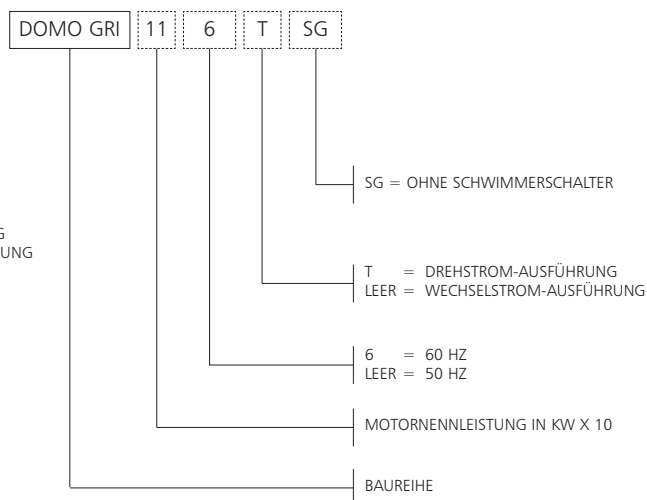 DOMO GRI 11 6 T SG
SG = OHNE SCHWIMMERSCHALTER
G
UNG
T = DREHSTROM-AUSFÜHRUNG
LEER = WECHSELSTROM-AUSFÜHRUNG
6 = 60 HZ
LEER = 50 HZ
MOTORNENNLEISTUNG IN KW X 10
BAUREIHE